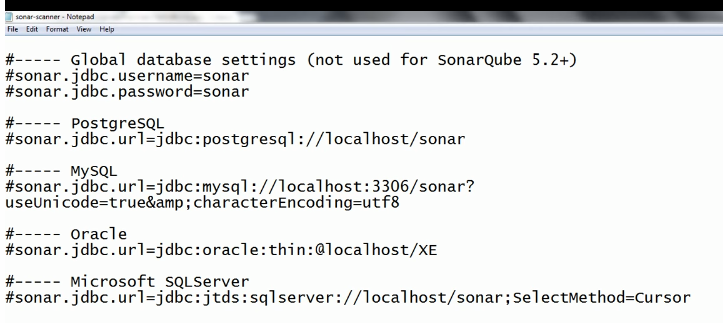 sonar-scanner - Notepad
File Edit Format View Help
#----- Global database settings (not used for SonarQube 5.2+)
#sonar.jdbc.username=sonar
#sonar.jdbc.password=sonar
#----- PostgreSQL
#sonar.jdbc.url=jdbc:postgresql://localhost/sonar
#----- MySQL
#sonar.jdbc.url=jdbc:mysql://localhost:3306/sonar?
useUnicode=true&amp;characterEncoding=utf8
#----- Oracle
#sonar.jdbc.url=jdbc:oracle:thin:@localhost/XE
#----- Microsoft SQLServer
#sonar.jdbc.url=jdbc:jtds:sqlserver://localhost/sonar;SelectMethod=Cursor